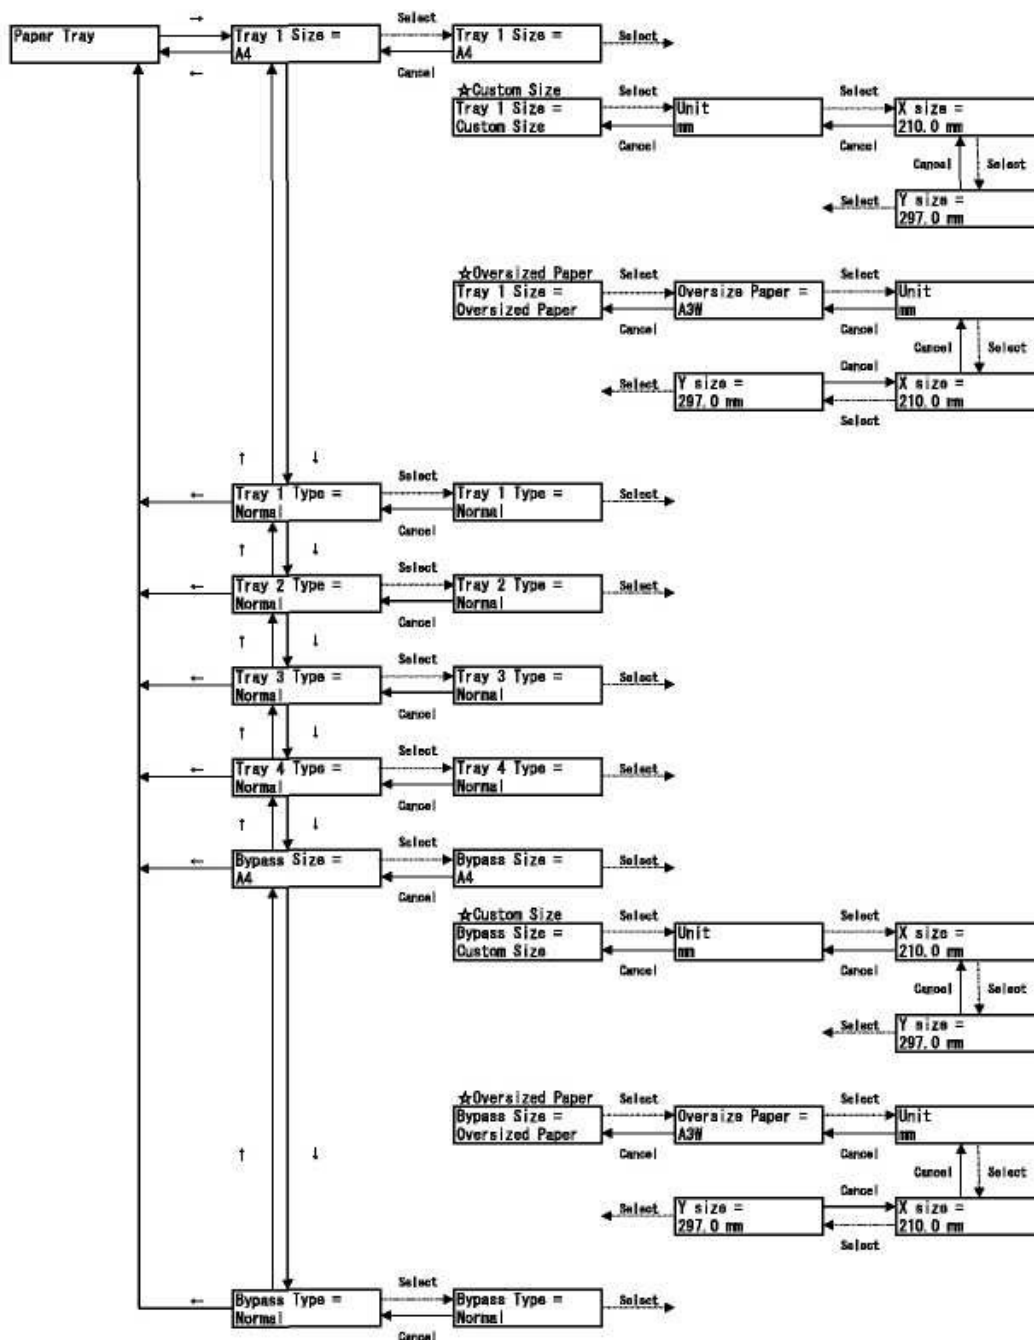 → Select
Paper Tray Tray 1 Size = Tray 1 Size = Select
A4 A4
← Cancel
☆Custom Size Select Select
Tray 1 Size = Unit X size =
Custom Size mm 210.0 mm
Cancel Cancel
Cancel Select
Select Y size =
297.0 mm
☆Oversized Paper Select Select
Tray 1 Size = Oversize Paper = Unit
Oversized Paper A3W mm
Cancel Cancel
Cancel Select
Cancel
Select Y size = X size =
297.0 mm 210.0 mm
Select
↑ ↓
Select
← Tray 1 Type = Tray 1 Type = Select
Normal Normal
Cancel
↑ ↓
Select
← Tray 2 Type = Tray 2 Type = Select
Normal Normal
Cancel
↑ ↓
Select
← Tray 3 Type = Tray 3 Type = Select
Normal Normal
Cancel
↑ ↓
Select
← Tray 4 Type = Tray 4 Type = Select
Normal Normal
Cancel
↑ ↓
Select
← Bypass Size = Bypass Size = Select
A4 A4
Cancel
☆Custom Size Select Select
Bypass Size = Unit X size =
Custom Size mm 210.0 mm
Cancel Cancel
Cancel Select
Select Y size =
297.0 mm
☆Oversized Paper Select Select
Bypass Size = Oversize Paper = Unit
Oversized Paper A3W mm
Cancel Cancel
↑ ↓
Cancel Select
Cancel
Select Y size = X size =
297.0 mm 210.0 mm
Select
Select
← Bypass Type = Bypass Type = Select
Normal Normal
Cancel